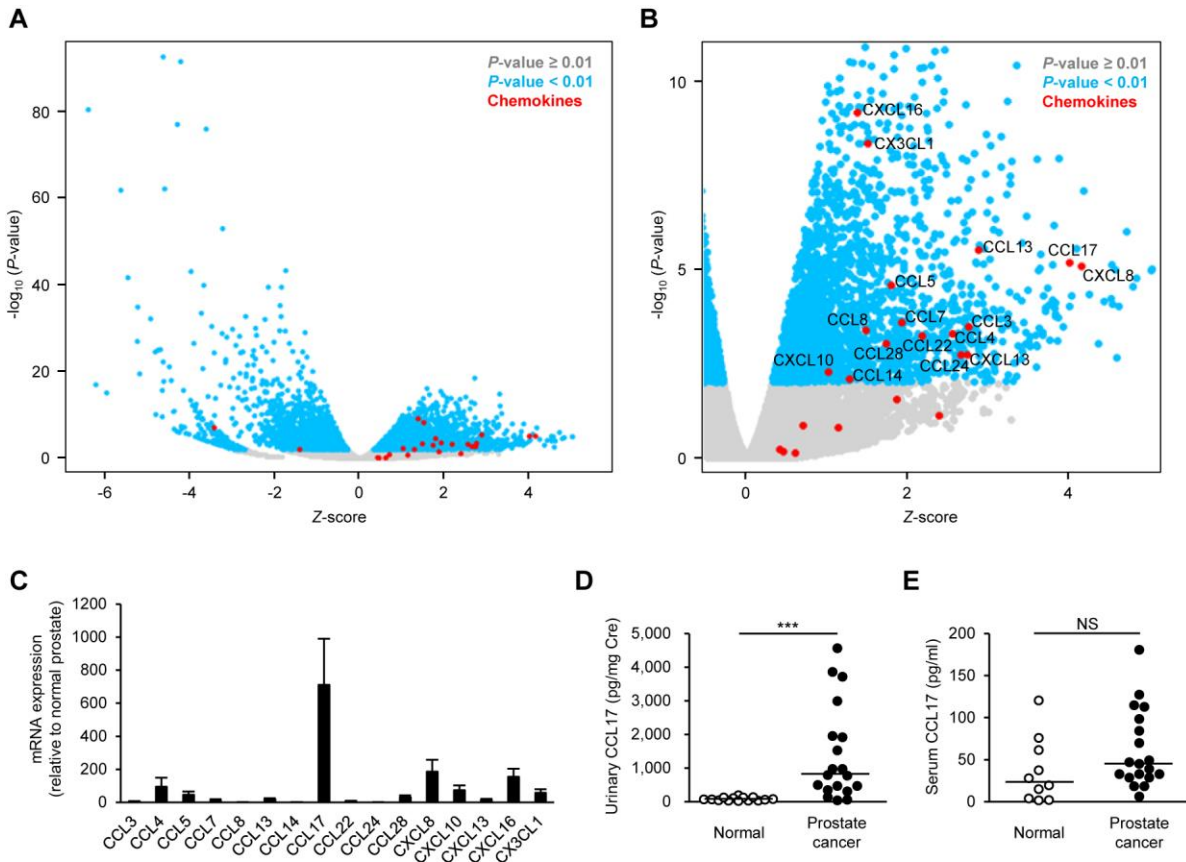 A
P-value ≥ 0.01
P-value < 0.01
Chemokines
-log10 (P-value)
80
60
40
20
0
-6
-4
-2
0
2
4
Z-score
B
P-value ≥ 0.01
P-value < 0.01
Chemokines
-log10 (P-value)
10
5
0
0
2
4
Z-score
CXCL16
CX3CL1
CCL13
CCL17
CXCL8
CCL5
CCL8
CCL7
CCL3
CCL4
CCL22
CCL28
CCL24
CXCL13
CXCL10
CCL14
C
mRNA expression
(relative to normal prostate)
1200
1000
800
600
400
200
0
CCL3
CCL4
CCL5
CCL7
CCL8
CCL13
CCL14
CCL17
CCL22
CCL24
CCL28
CXCL8
CXCL10
CXCL13
CXCL16
CX3CL1
D
Urinary CCL17 (pg/mg Cre)
5,000
4,000
3,000
2,000
1,000
0
***
Normal
Prostate
cancer
E
Serum CCL17 (pg/ml)
200
150
100
50
0
NS
Normal
Prostate
cancer